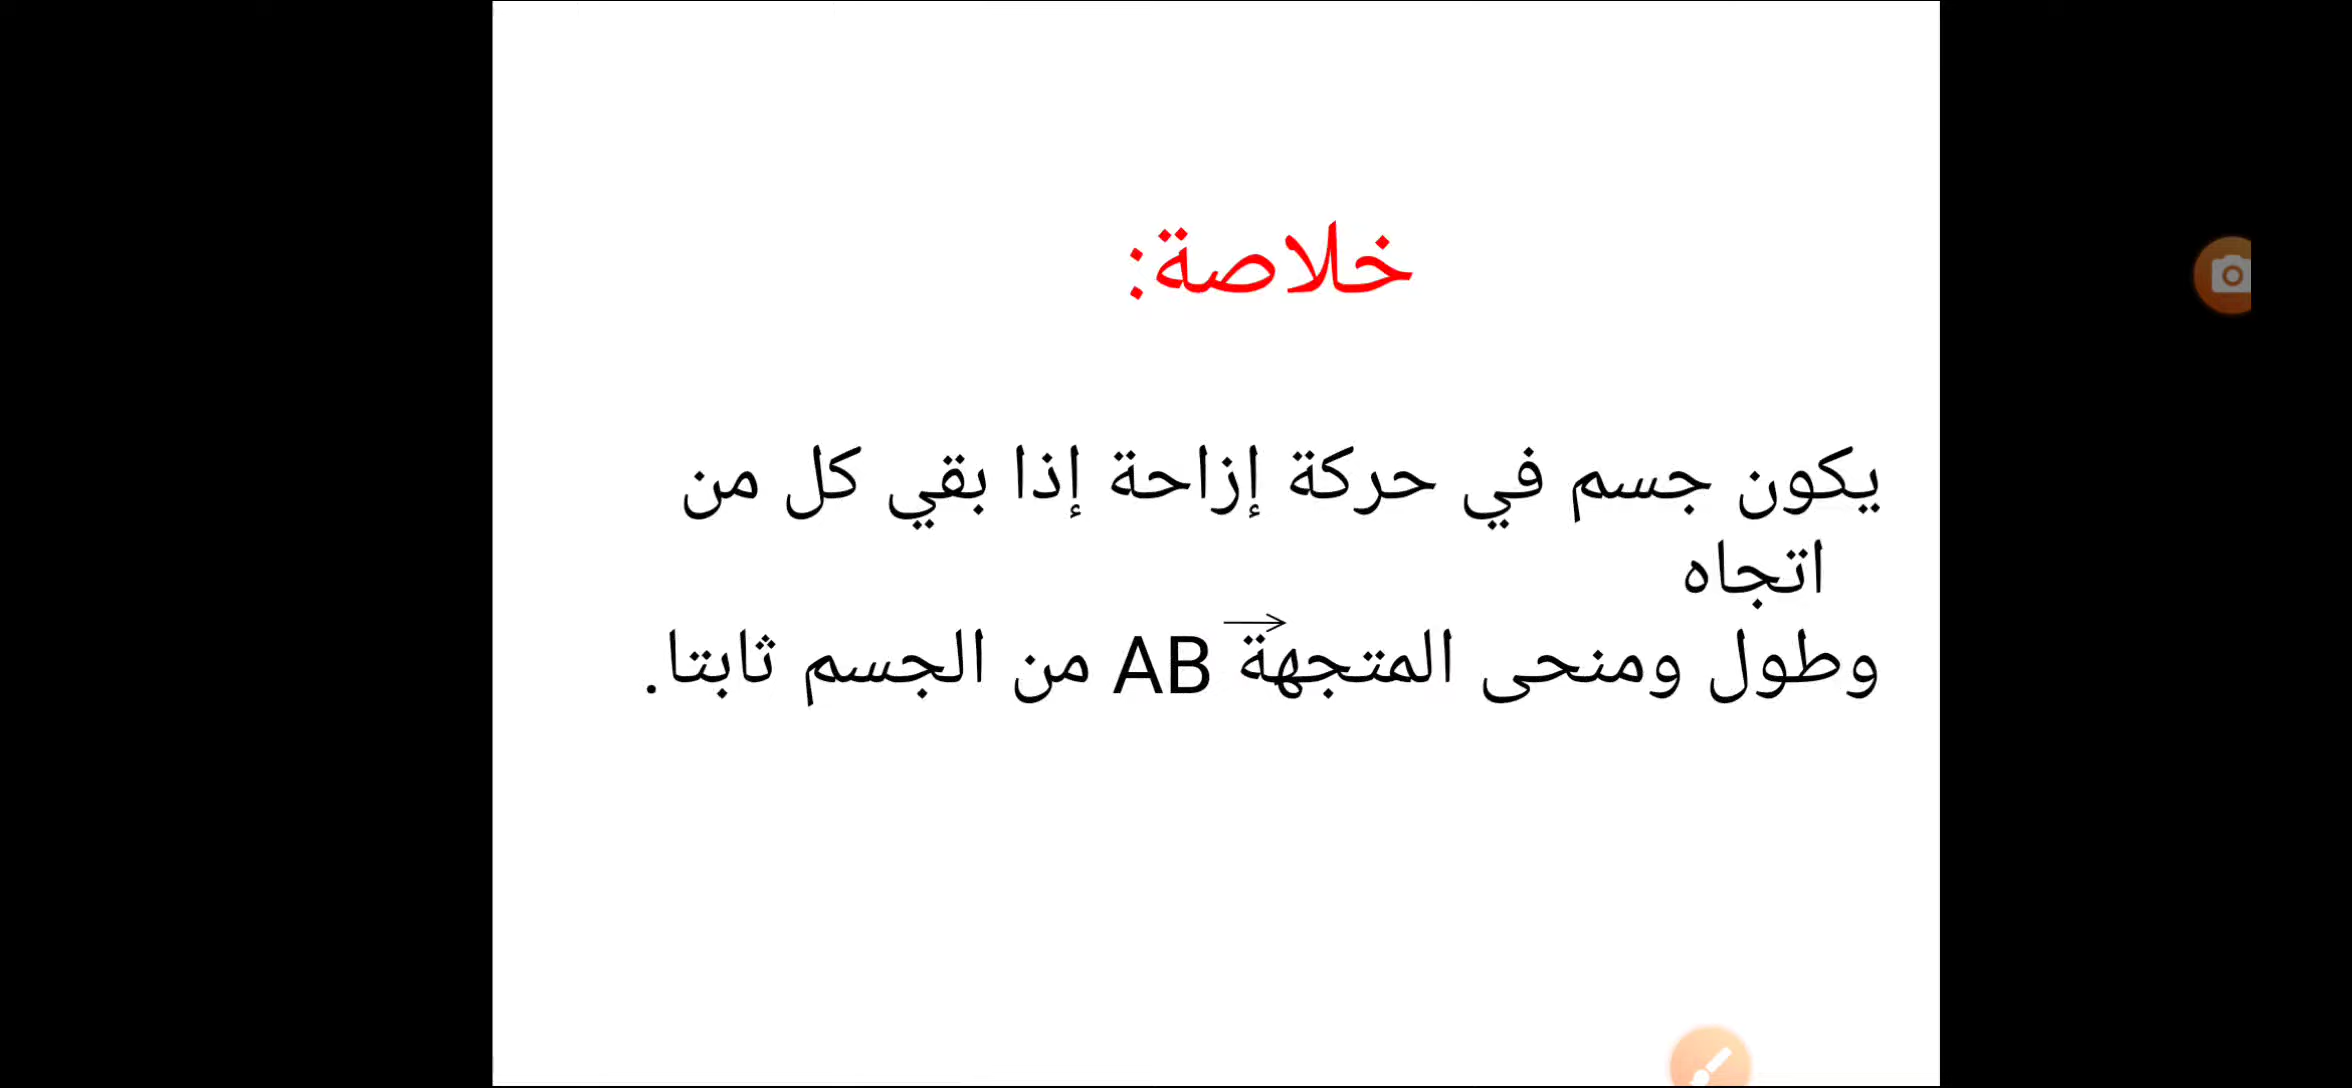 خلاصة:
يكون جسم في حركة إزاحة إذا بقي كل من
اتجاه
وطول ومنحى المتجهة AB من الجسم ثابتا.